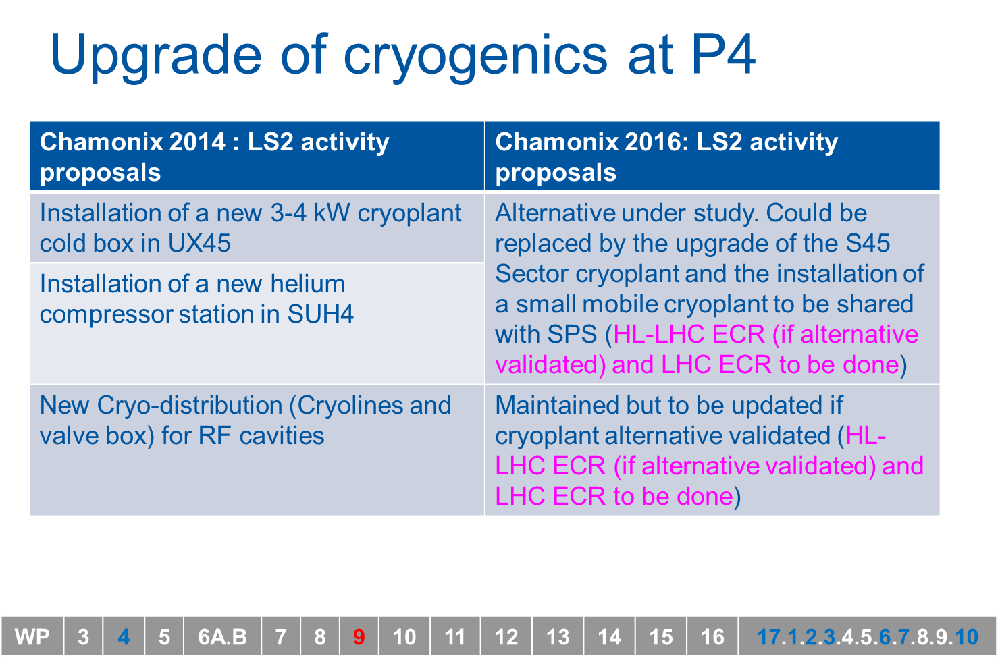 Upgrade of cryogenics at P4
Chamonix 2014 : LS2 activity
proposals
Chamonix 2016: LS2 activity
proposals
Installation of a new 3-4 kW cryoplant
cold box in UX45
Alternative under study. Could be
replaced by the upgrade of the S45
Sector cryoplant and the installation of
a small mobile cryoplant to be shared
with SPS (HL-LHC ECR (if alternative
validated) and LHC ECR to be done)
Installation of a new helium
compressor station in SUH4
New Cryo-distribution (Cryolines and
valve box) for RF cavities
Maintained but to be updated if
cryoplant alternative validated (HL-
LHC ECR (if alternative validated) and
LHC ECR to be done)
WP 3 4 5 6A.B 7 8 9 10 11 12 13 14 15 16 17.1.2.3.4.5.6.7.8.9.10